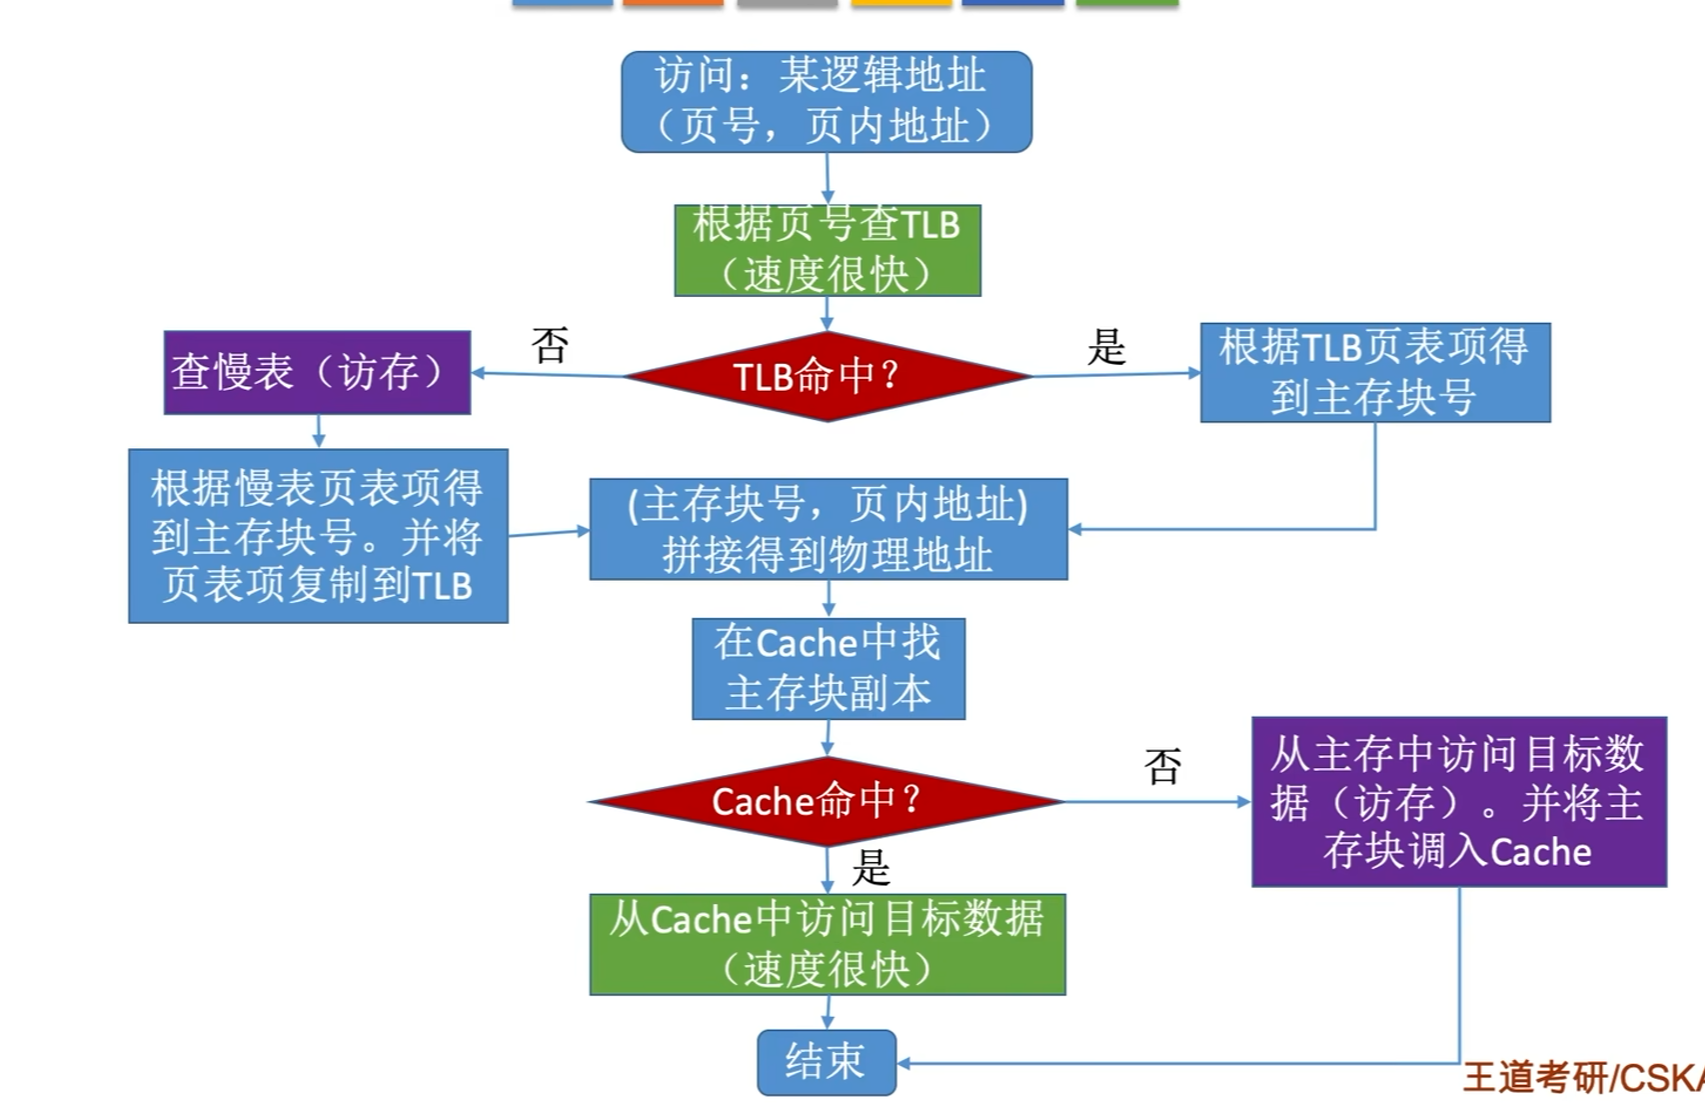 访问：某逻辑地址
（页号，页内地址）
根据页号查TLB
（速度很快）
否
TLB命中？
是
查慢表（访存）
根据TLB页表项得
到主存块号
根据慢表页表项得
到主存块号。并将
页表项复制到TLB
(主存块号，页内地址)
拼接得到物理地址
在Cache中找
主存块副本
Cache命中？
否
从主存中访问目标数
据（访存）。并将主
存块调入Cache
是
从Cache中访问目标数据
（速度很快）
结束
王道考研/CSKA